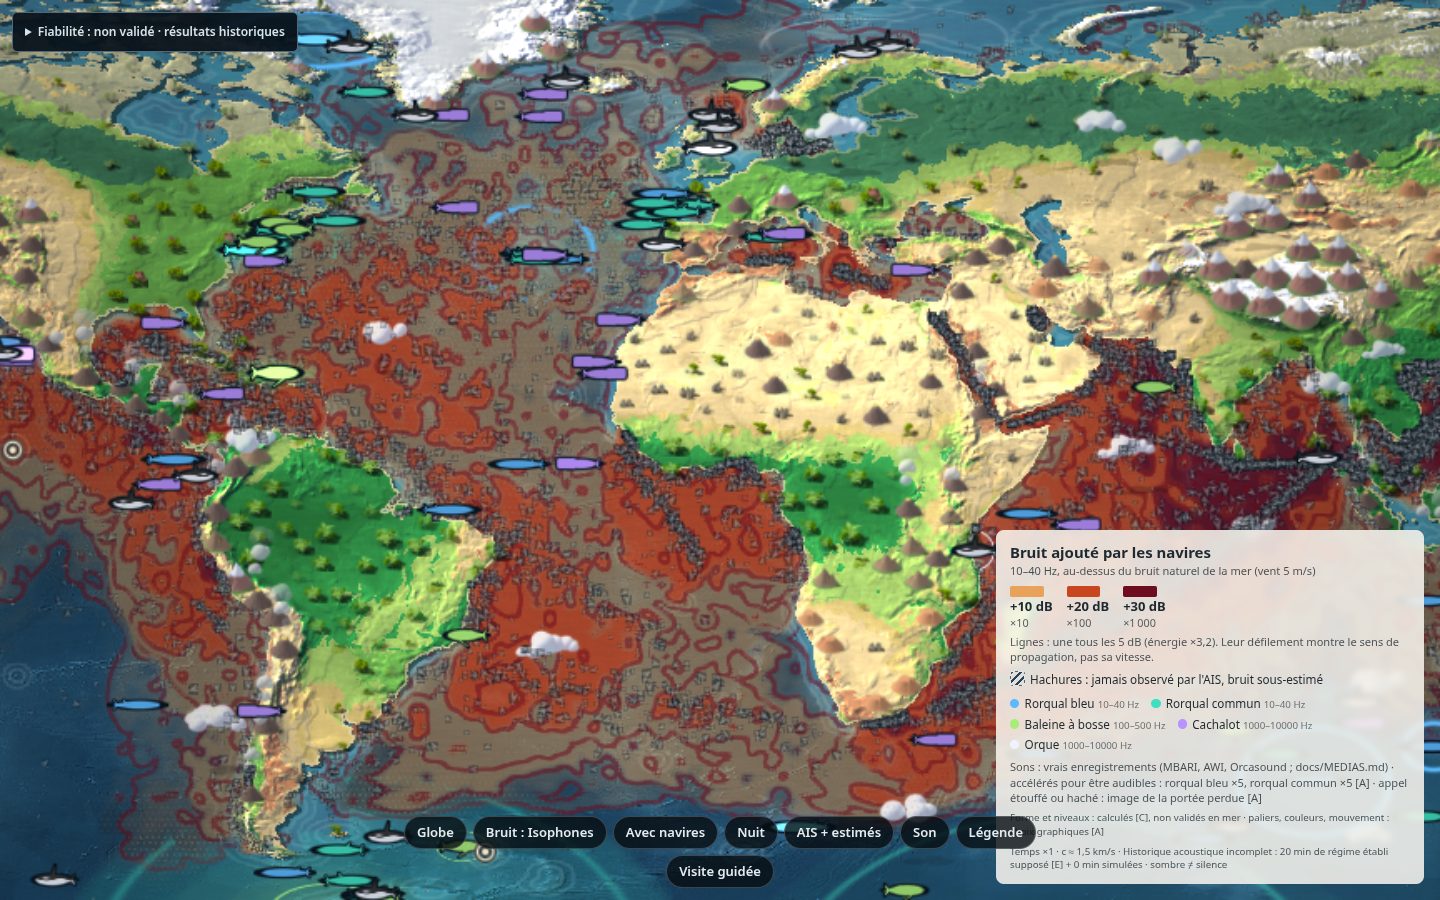 ▶ Fiabilité : non validé · résultats historiques
Bruit ajouté par les navires
10–40 Hz, au-dessus du bruit naturel de la mer (vent 5 m/s)
+10 dB +20 dB +30 dB
×10 ×100 ×1 000
Lignes : une tous les 5 dB (énergie ×3,2). Leur défilement montre le sens de
propagation, pas sa vitesse.
Hachures : jamais observé par l'AIS, bruit sous-estimé
Rorqual bleu 10–40 Hz Rorqual commun 10–40 Hz
Baleine à bosse 100–500 Hz Cachalot 1000–10000 Hz
Orque 1000–10000 Hz
Sons : vrais enregistrements (MBARI, AWI, Orcasound ; docs/MEDIAS.md) ·
accélérés pour être audibles : rorqual bleu ×5, rorqual commun ×5 [A] · appel
étouffé ou haché : image de la portée perdue [A]
et niveaux : calculés [C], non validés en mer · paliers, couleurs, mouvement :
[A]
Temps ×1 · c ≈ 1,5 km/s · Historique acoustique incomplet : 20 min de régime établi
supposé [E] + 0 min simulées · sombre ≠ silence
Globe Bruit : Isophones Avec navires Nuit AIS + estimés Son Légende
Visite guidée